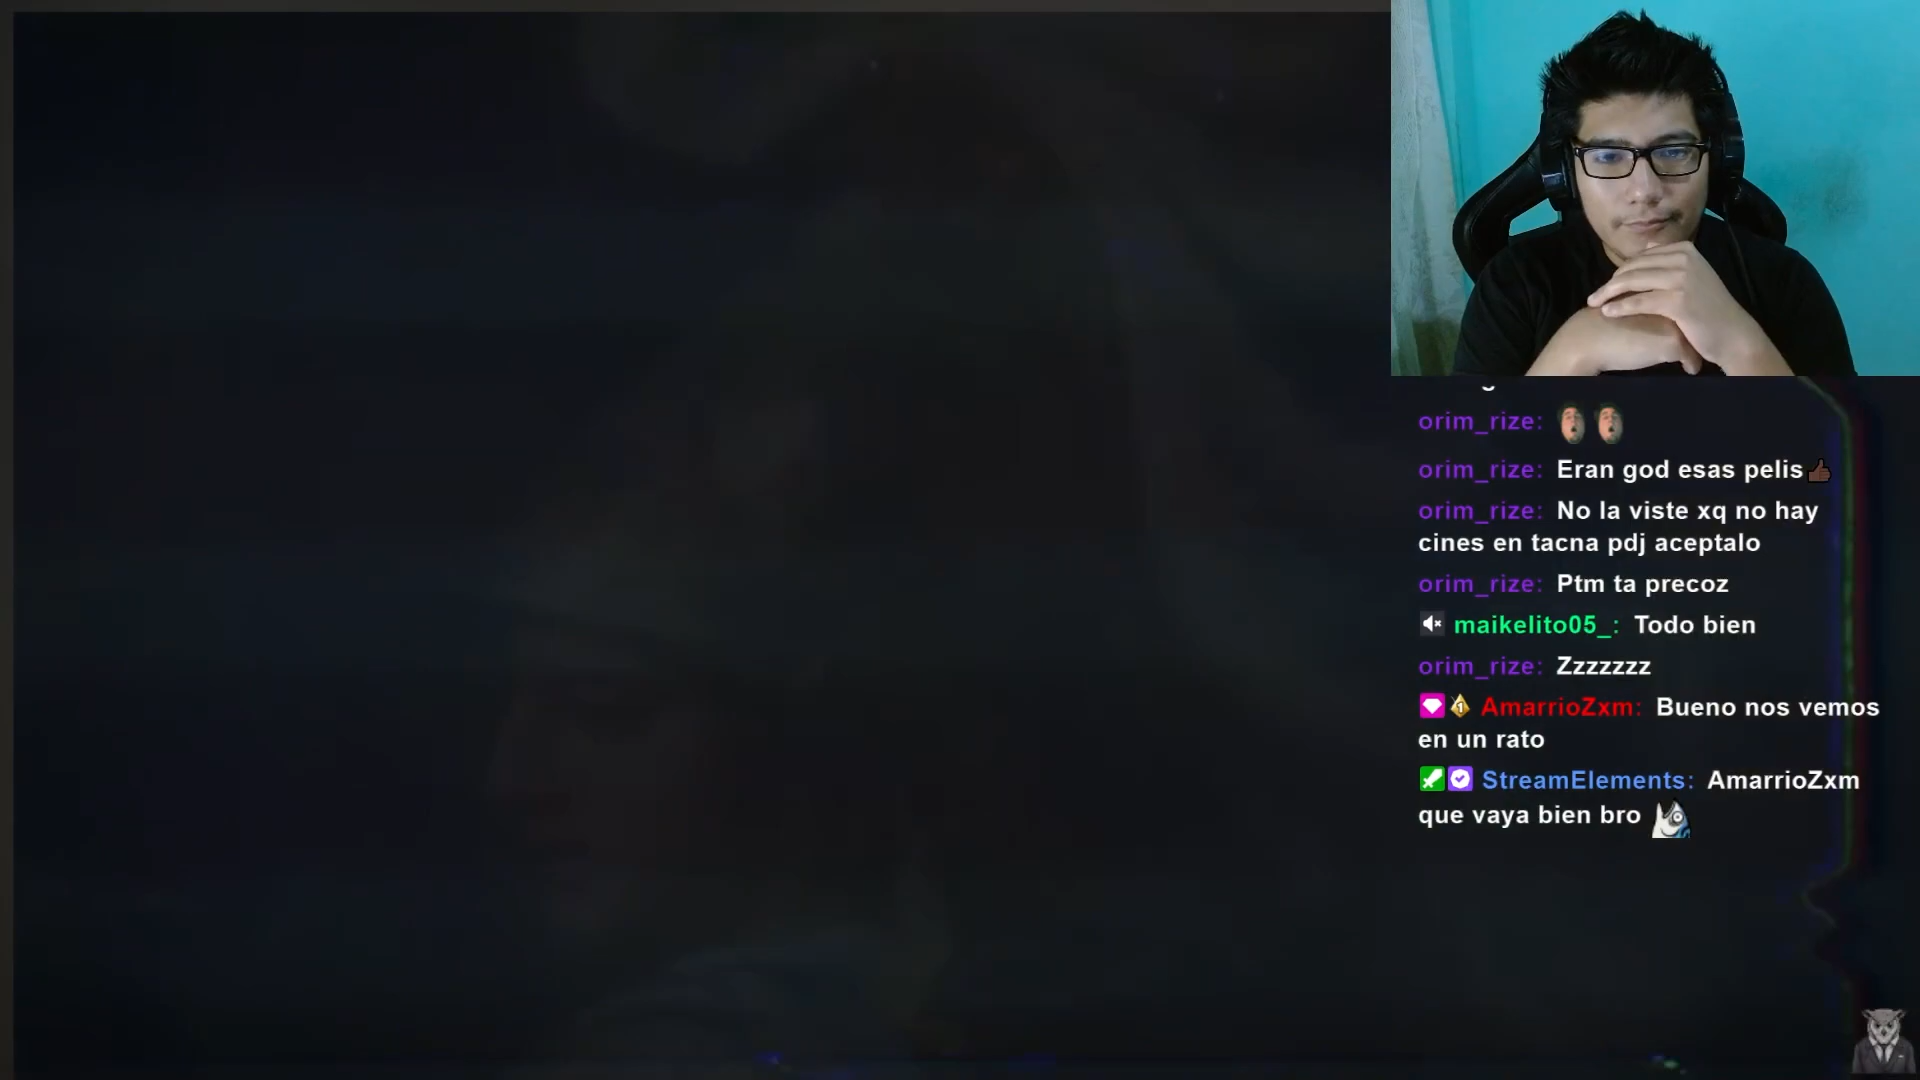 orim_rize:
orim_rize: Eran god esas pelis
orim_rize: No la viste xq no hay
cines en tacna pdj aceptalo
orim_rize: Ptm ta precoz
maikelito05_: Todo bien
orim_rize: Zzzzzzz
AmarrioZxm: Bueno nos vemos
en un rato
StreamElements: AmarrioZxm
que vaya bien bro